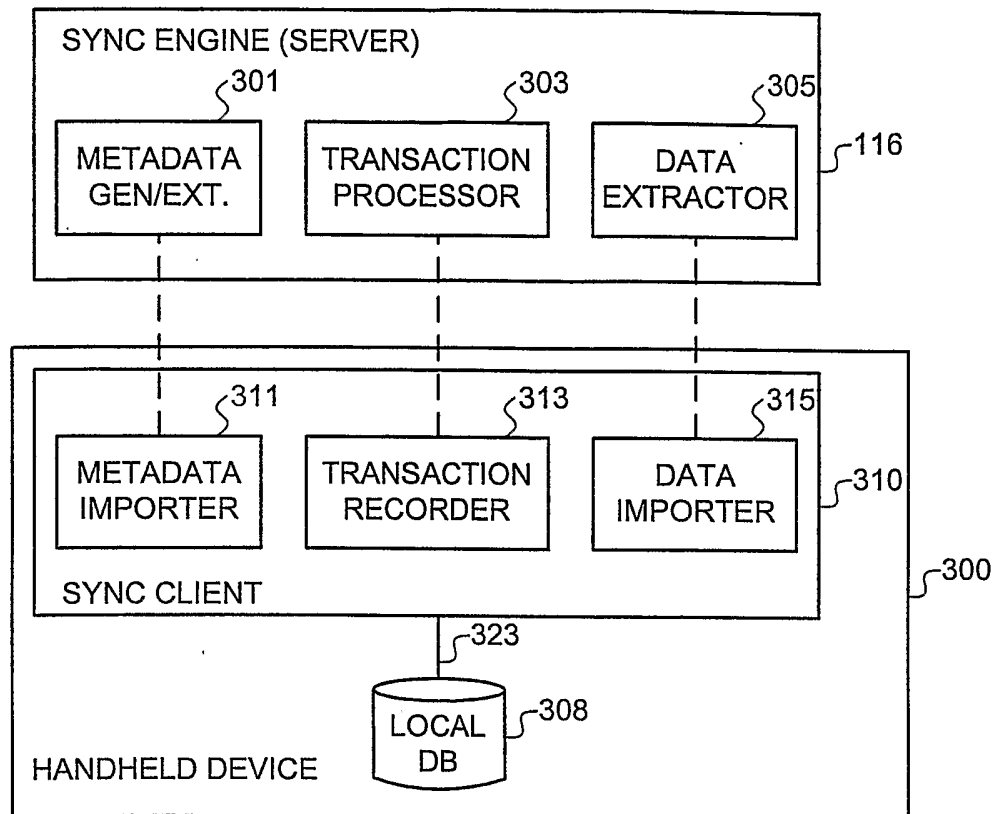 SYNC ENGINE (SERVER)
301
303
305
METADATA
GEN/EXT.
TRANSACTION
PROCESSOR
DATA
EXTRACTOR
116
311
313
315
METADATA
IMPORTER
TRANSACTION
RECORDER
DATA
IMPORTER
310
SYNC CLIENT
300
323
LOCAL
DB
308
HANDHELD DEVICE